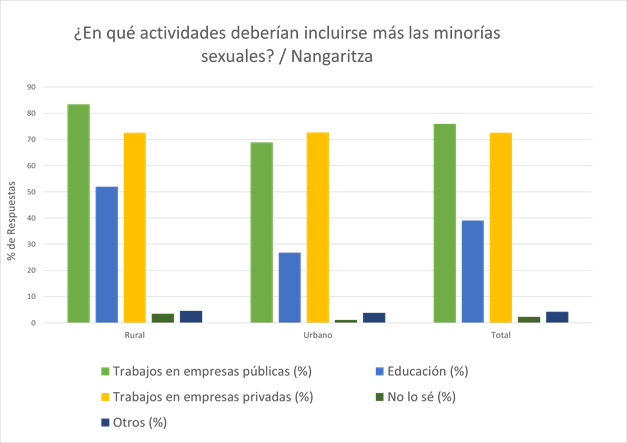 ¿En qué actividades deberían incluirse más las minorías
sexuales? / Nangaritza
% de Respuestas
90
80
70
60
50
40
30
20
10
0
Rural
Urbano
Total
Trabajos en empresas públicas (%)
Educación (%)
Trabajos en empresas privadas (%)
No lo sé (%)
Otros (%)